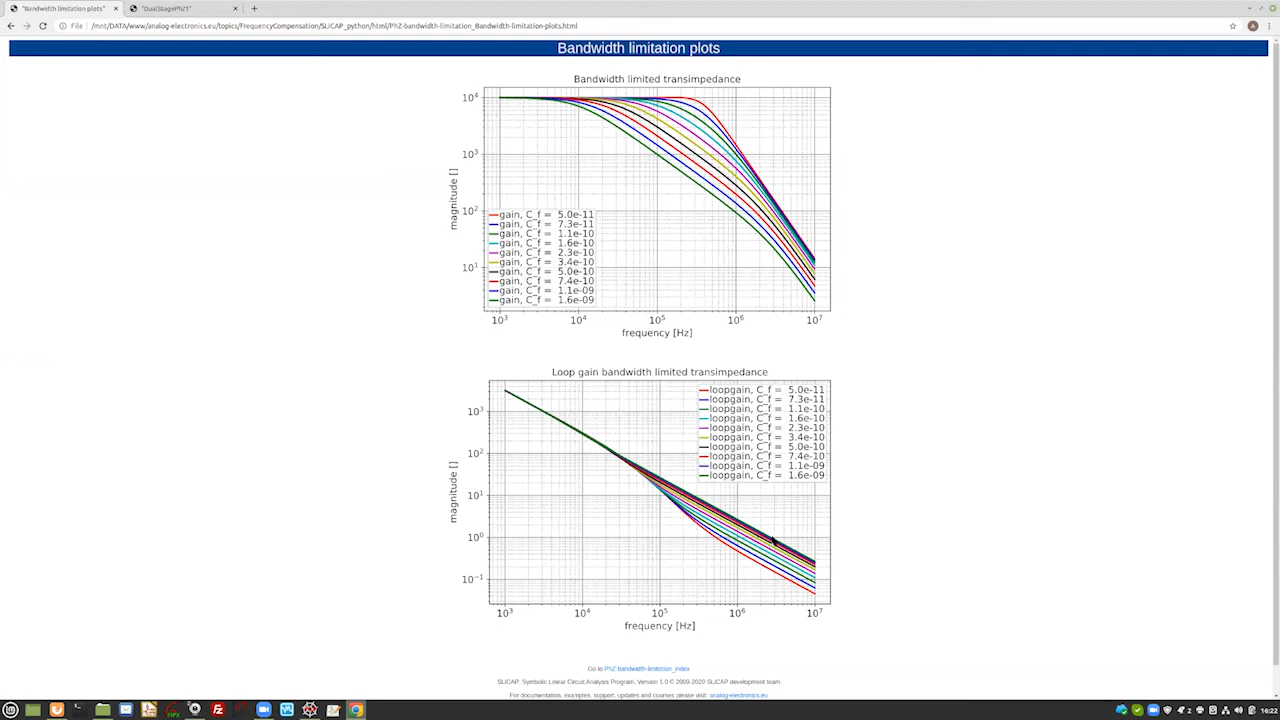 "Bandwidth limitation plots"
"DualStagePhZ1"
File
/mnt/DATA/www/analog-electronics.eu/topics/FrequencyCompensation/SLiCAP_python/html/PhZ-bandwidth-limitation_Bandwidth-limitation-plots.html
A
Bandwidth limitation plots
Bandwidth limited transimpedance
10⁴
10³
10²
10¹
magnitude []
gain, C_f = 5.0e-11
gain, C_f = 7.3e-11
gain, C_f = 1.1e-10
gain, C_f = 1.6e-10
gain, C_f = 2.3e-10
gain, C_f = 3.4e-10
gain, C_f = 5.0e-10
gain, C_f = 7.4e-10
gain, C_f = 1.1e-09
gain, C_f = 1.6e-09
10³ 10⁴ 10⁵ 10⁶ 10⁷
frequency [Hz]
Loop gain bandwidth limited transimpedance
10³
10²
10¹
10⁰
10⁻¹
magnitude []
loopgain, C_f = 5.0e-11
loopgain, C_f = 7.3e-11
loopgain, C_f = 1.1e-10
loopgain, C_f = 1.6e-10
loopgain, C_f = 2.3e-10
loopgain, C_f = 3.4e-10
loopgain, C_f = 5.0e-10
loopgain, C_f = 7.4e-10
loopgain, C_f = 1.1e-09
loopgain, C_f = 1.6e-09
10³ 10⁴ 10⁵ 10⁶ 10⁷
frequency [Hz]
Go to PhZ-bandwidth-limitation_index
SLiCAP: Symbolic Linear Circuit Analysis Program. Version 1.0 © 2009-2020 SLiCAP development team
For documentation, examples, support, updates and courses please visit: analog-electronics.eu
16:22